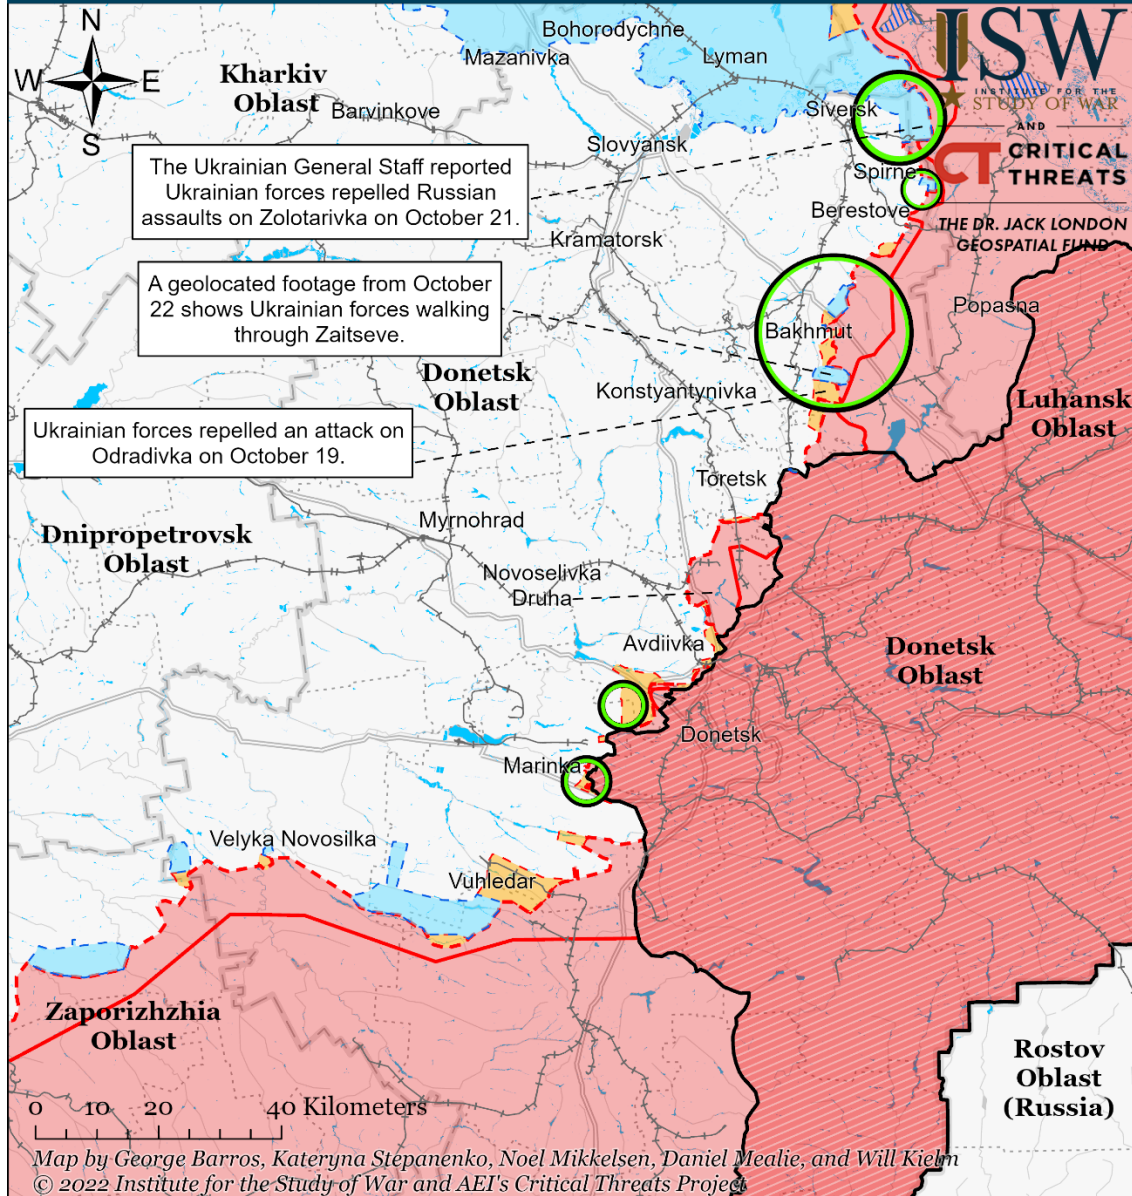 N
W
E
S
ISW
INSTITUTE FOR THE
STUDY OF WAR
AND
CT CRITICAL
THREATS
THE DR. JACK LONDON
GEOSPATIAL FUND
Bohorodychne
Mazanivka
Lyman
Kharkiv
Oblast
Barvinkove
Siversk
Slovyansk
The Ukrainian General Staff reported
Ukrainian forces repelled Russian
assaults on Zolotarivka on October 21.
Spirne
Berestove
Kramatorsk
A geolocated footage from October
22 shows Ukrainian forces walking
through Zaitseve.
Popasna
Bakhmut
Donetsk
Oblast
Konstyantynivka
Luhansk
Oblast
Ukrainian forces repelled an attack on
Odradivka on October 19.
Toretsk
Myrnohrad
Dnipropetrovsk
Oblast
Novoselivka
Druha
Avdiivka
Donetsk
Oblast
Donetsk
Marinka
Velyka Novosilka
Vuhledar
Zaporizhzhia
Oblast
Rostov
Oblast
(Russia)
0 10 20 40 Kilometers
Map by George Barros, Kateryna Stepanenko, Noel Mikkelsen, Daniel Mealie, and Will Kielm
© 2022 Institute for the Study of War and AEI's Critical Threats Project